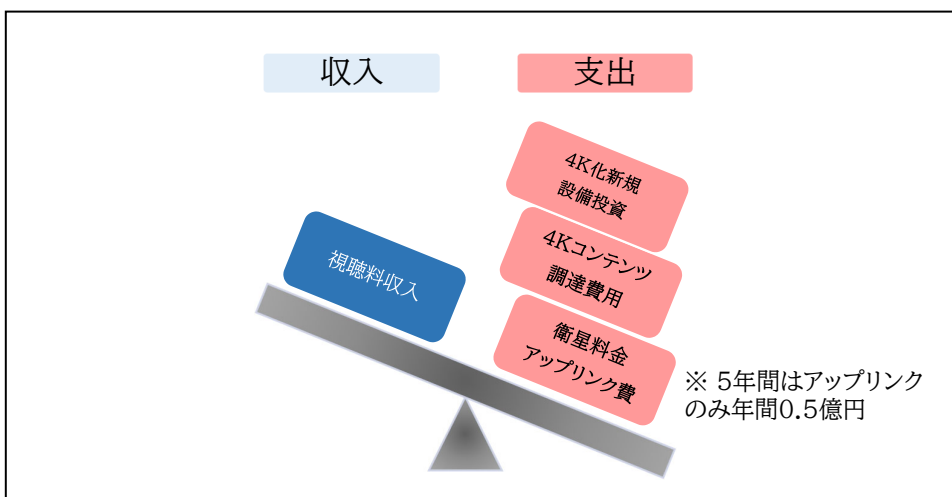 収入
支出
4K化新規
設備投資
視聴料収入
4Kコンテンツ
調達費用
衛星料金
アップリンク費
※ 5年間はアップリンク
のみ年間0.5億円